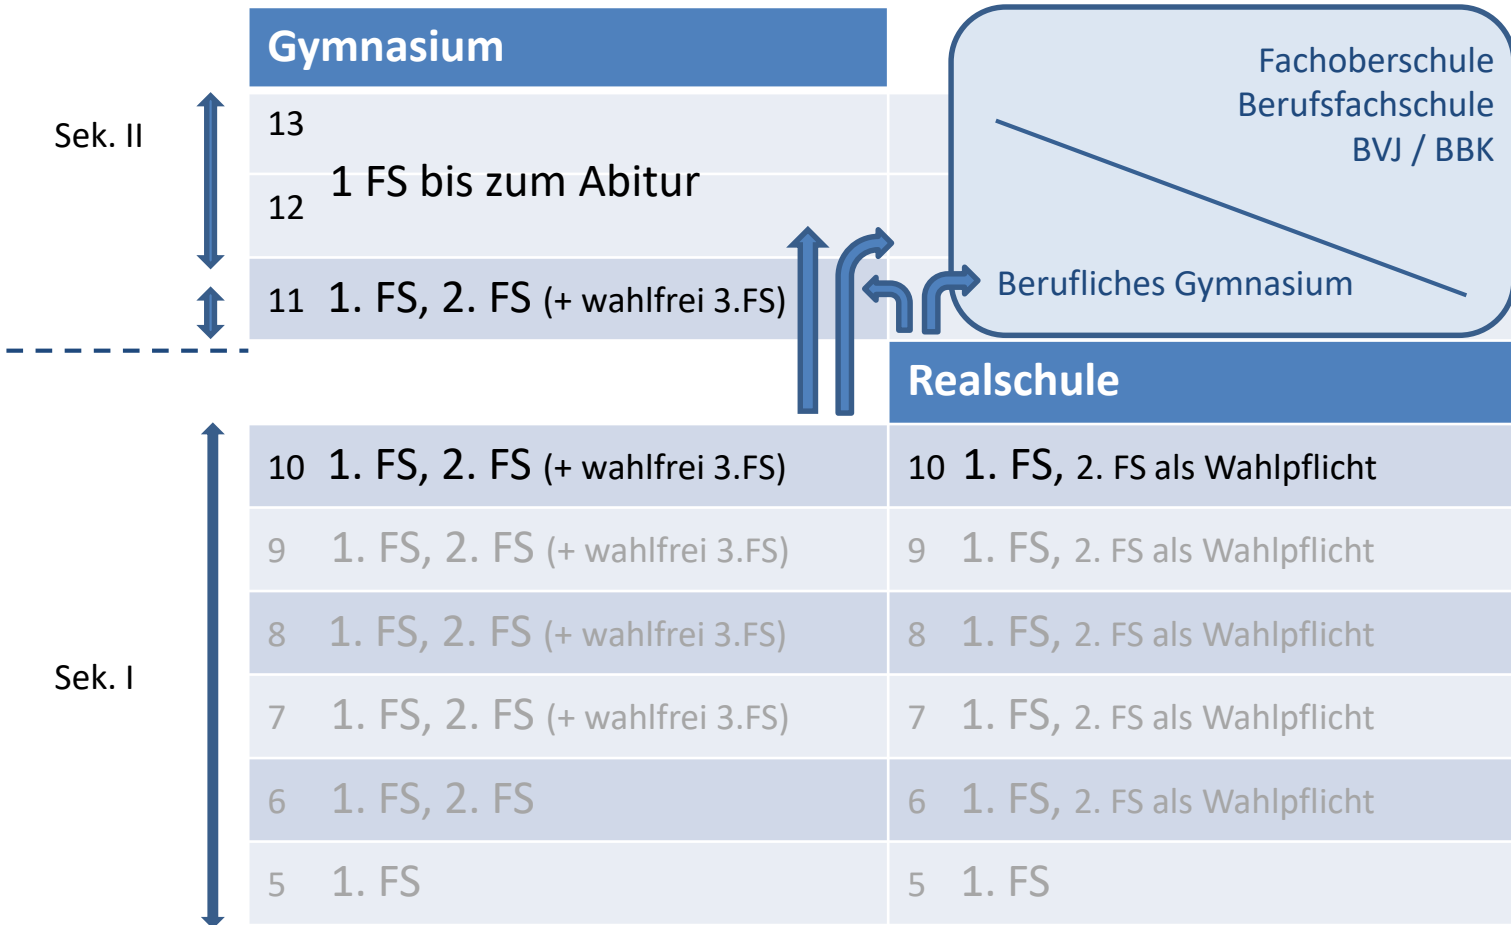 Gymnasium
Fachoberschule
Berufsfachschule
BVJ / BBK
Sek. II
13
1 FS bis zum Abitur
12
11 1. FS, 2. FS (+ wahlfrei 3.FS)
Berufliches Gymnasium
Realschule
10 1. FS, 2. FS (+ wahlfrei 3.FS)
10 1. FS, 2. FS als Wahlpflicht
9 1. FS, 2. FS (+ wahlfrei 3.FS)
9 1. FS, 2. FS als Wahlpflicht
8 1. FS, 2. FS (+ wahlfrei 3.FS)
8 1. FS, 2. FS als Wahlpflicht
Sek. I
7 1. FS, 2. FS (+ wahlfrei 3.FS)
7 1. FS, 2. FS als Wahlpflicht
6 1. FS, 2. FS
6 1. FS, 2. FS als Wahlpflicht
5 1. FS
5 1. FS